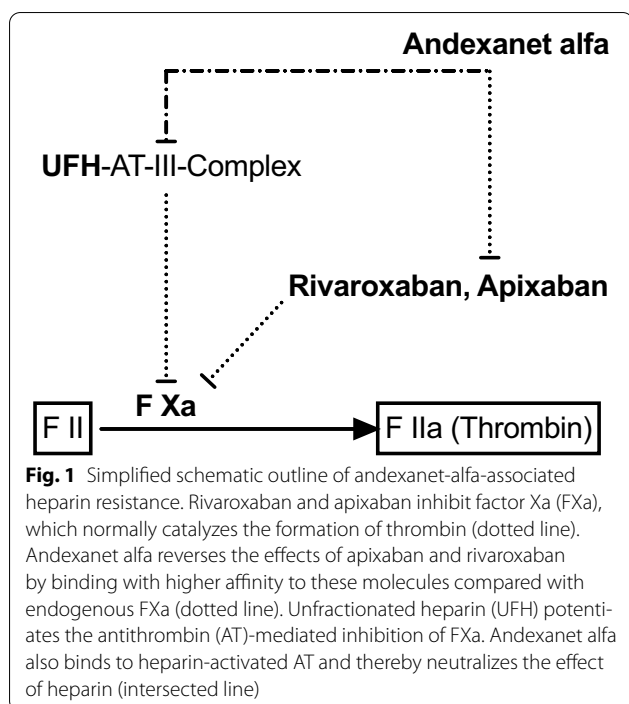 Andexanet alfa
UFH-AT-III-Complex
Rivaroxaban, Apixaban
F Xa
F II
F IIa (Thrombin)
Fig. 1 Simplified schematic outline of andexanet-alfa-associated
heparin resistance. Rivaroxaban and apixaban inhibit factor Xa (FXa),
which normally catalyzes the formation of thrombin (dotted line).
Andexanet alfa reverses the effects of apixaban and rivaroxaban
by binding with higher affinity to these molecules compared with
endogenous FXa (dotted line). Unfractionated heparin (UFH) potenti-
ates the antithrombin (AT)-mediated inhibition of FXa. Andexanet alfa
also binds to heparin-activated AT and thereby neutralizes the effect
of heparin (intersected line)